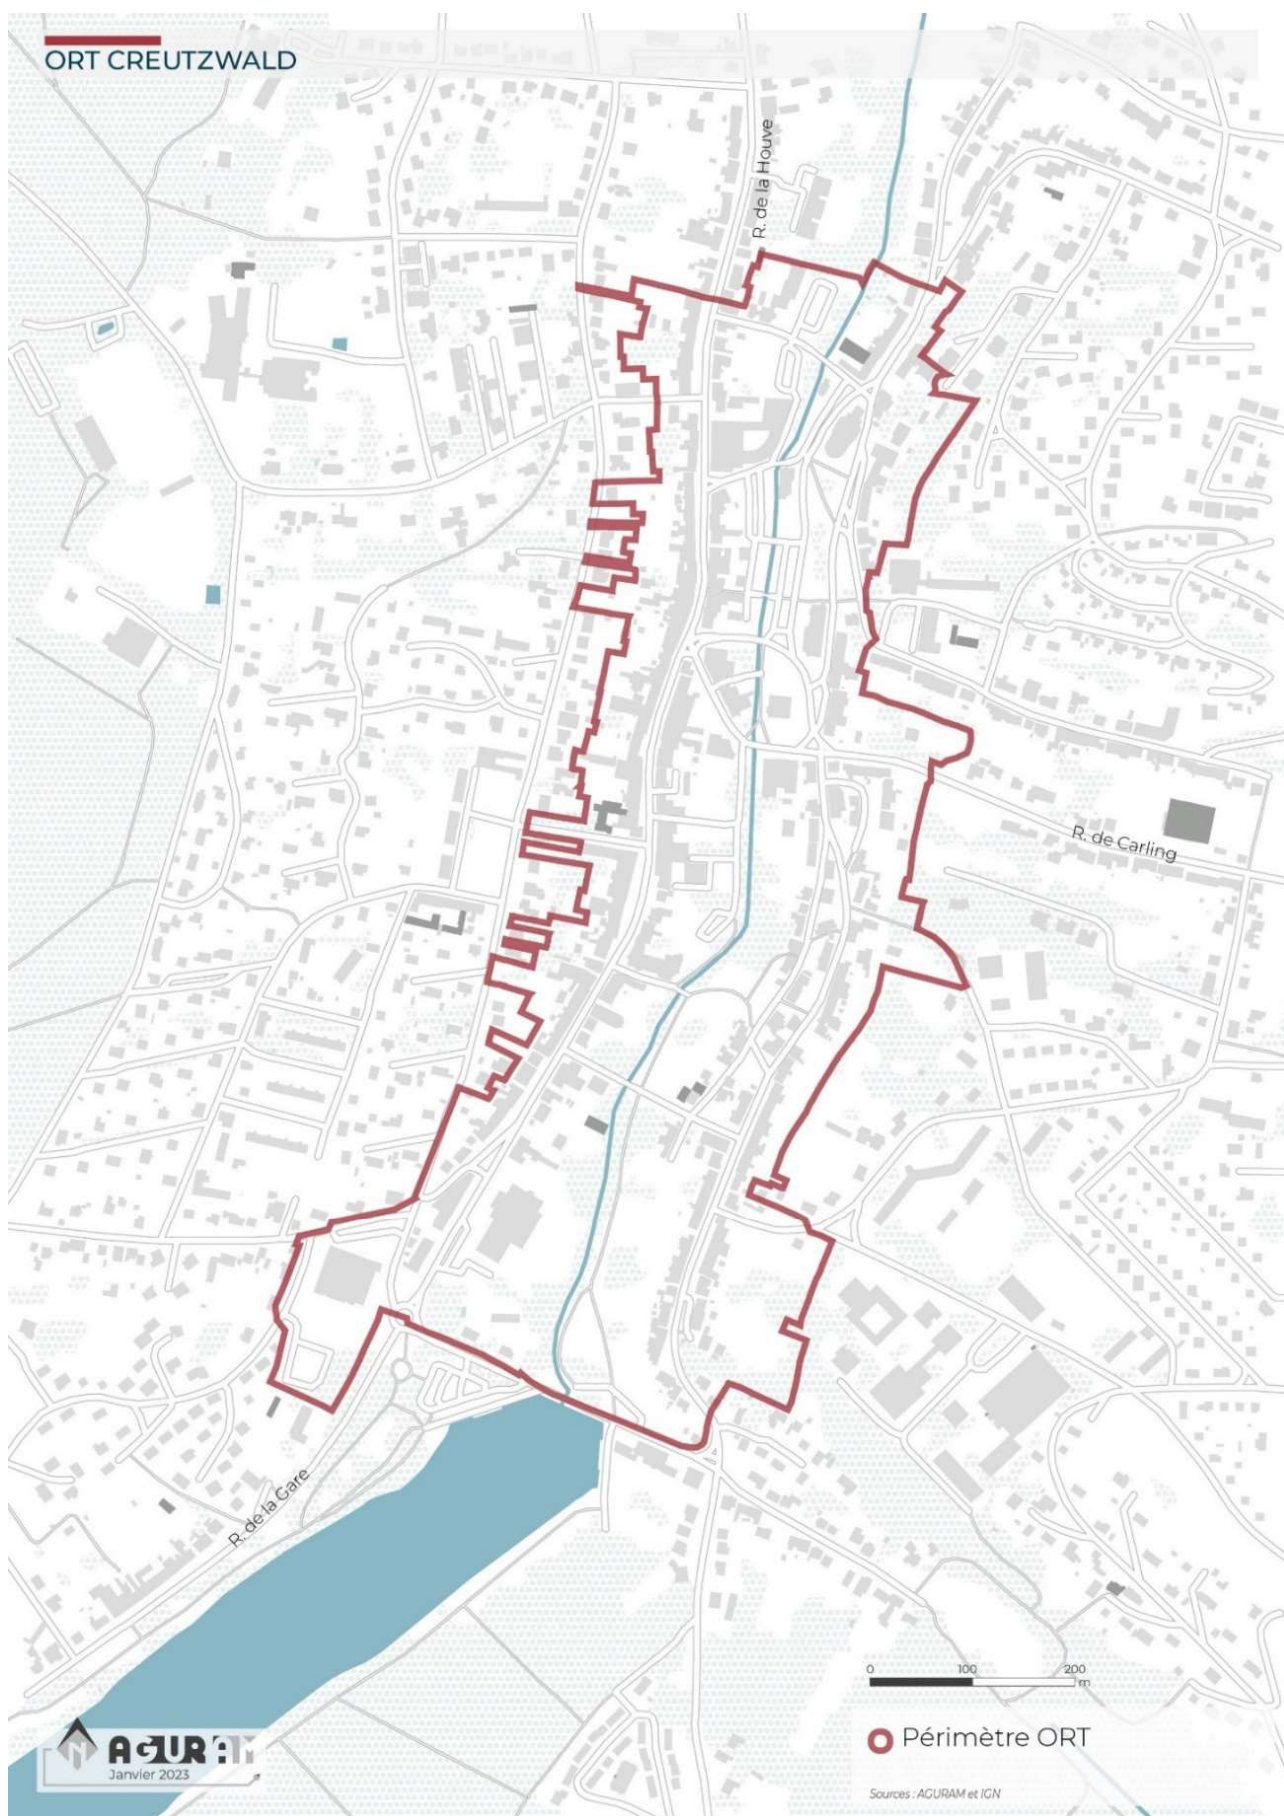 ORT CREUTZWALD
R. de la Houve
R. de Carling
R. de la Gare
0 100 200
m
Périmètre ORT
AGURAM
Janvier 2023
Sources : AGURAM et IGN